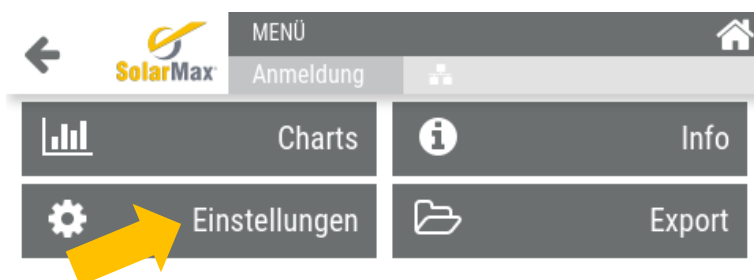 MENÜ
SolarMax
Anmeldung
Charts
Info
Einstellungen
Export